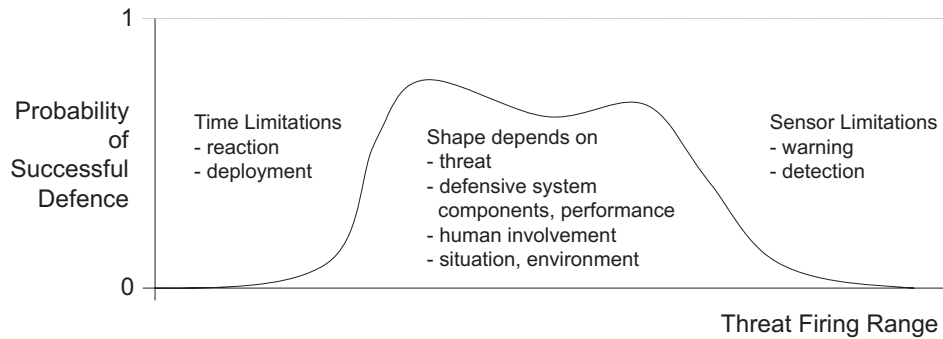 1
Probability
of
Successful
Defence
0
Time Limitations
- reaction
- deployment
Shape depends on
- threat
- defensive system
components, performance
- human involvement
- situation, environment
Sensor Limitations
- warning
- detection
Threat Firing Range